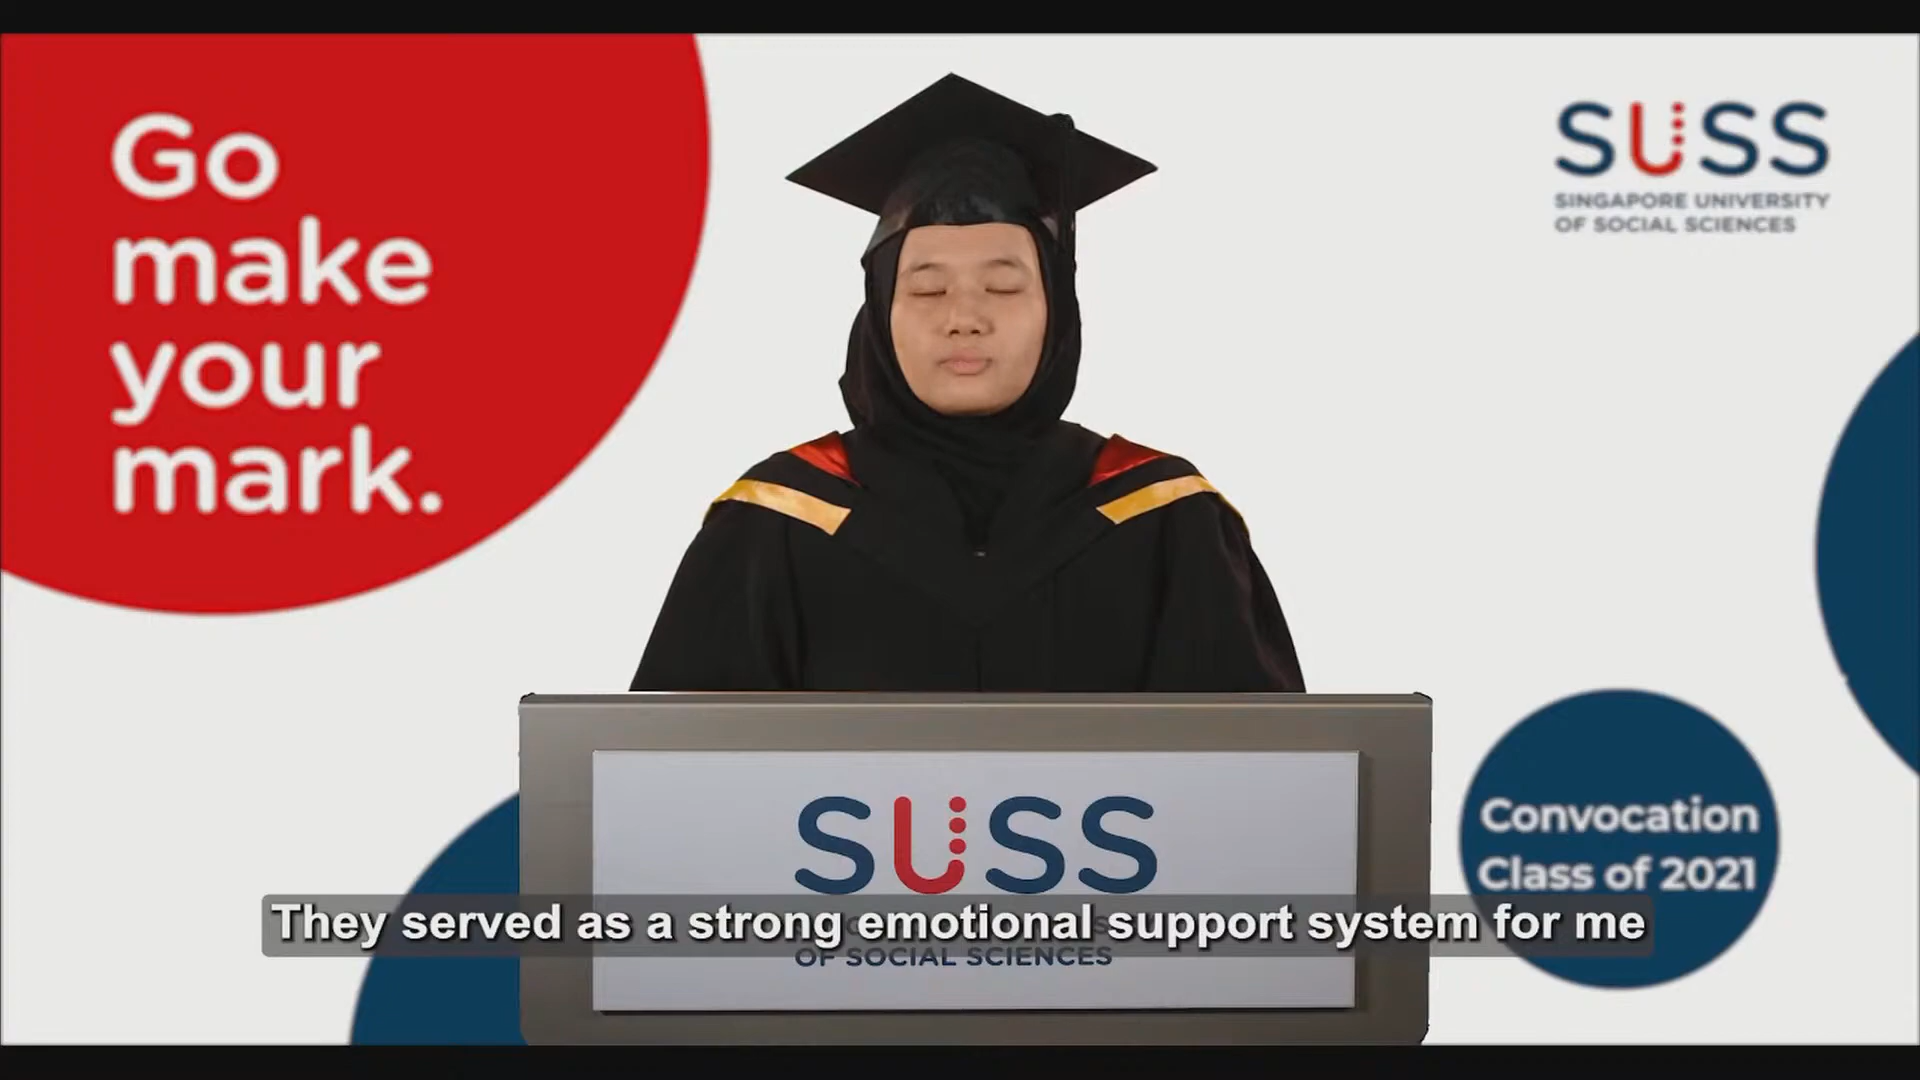 Go
make
your
mark.
SUSS
SINGAPORE UNIVERSITY
OF SOCIAL SCIENCES
SUSS
OF SOCIAL SCIENCES
Convocation
Class of 2021
They served as a strong emotional support system for me